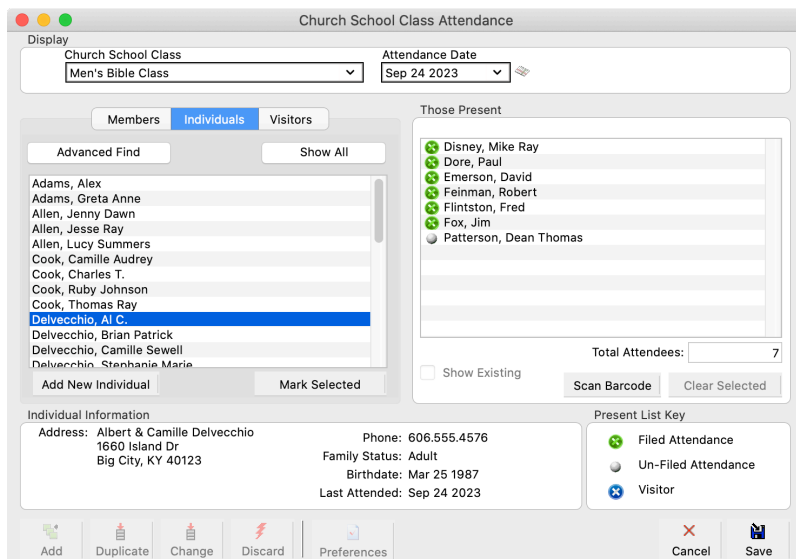 Church School Class Attendance
Display
Church School Class
Attendance Date
Men's Bible Class
Sep 24 2023
Members
Individuals
Visitors
Advanced Find
Show All
Adams, Alex
Adams, Greta Anne
Allen, Jenny Dawn
Allen, Jesse Ray
Allen, Lucy Summers
Cook, Camille Audrey
Cook, Charles T.
Cook, Ruby Johnson
Cook, Thomas Ray
Delvecchio, Al C.
Delvecchio, Brian Patrick
Delvecchio, Camille Sewell
Delvecchio, Stephanie Marie
Add New Individual
Mark Selected
Those Present
Disney, Mike Ray
Dore, Paul
Emerson, David
Feinman, Robert
Flintston, Fred
Fox, Jim
Patterson, Dean Thomas
Total Attendees: 7
Show Existing
Scan Barcode
Clear Selected
Individual Information
Address: Albert & Camille Delvecchio
1660 Island Dr
Big City, KY 40123
Phone: 606.555.4576
Family Status: Adult
Birthdate: Mar 25 1987
Last Attended: Sep 24 2023
Present List Key
Filed Attendance
Un-Filed Attendance
Visitor
Add
Duplicate
Change
Discard
Preferences
Cancel
Save